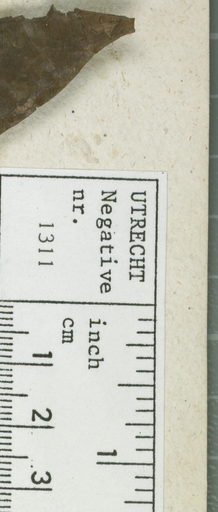 UTRECHT
Negative
nr.
1311
inch
cm
1
1
2
3